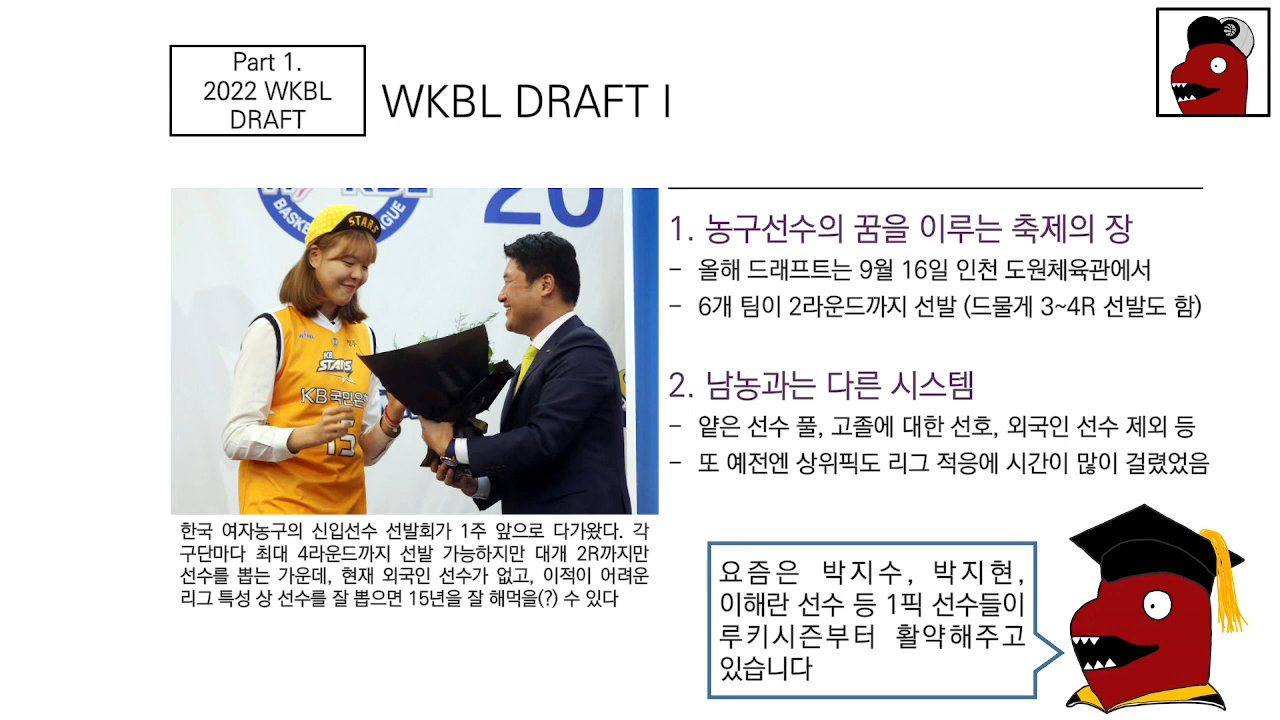 Part 1.
2022 WKBL
DRAFT
WKBL DRAFT I
20
BASKE
GUE
STARS
KB
STARS
KB국민은
15
1. 농구선수의 꿈을 이루는 축제의 장
- 올해 드래프트는 9월 16일 인천 도원체육관에서
- 6개 팀이 2라운드까지 선발 (드물게 3~4R 선발도 함)
2. 남농과는 다른 시스템
- 얕은 선수 풀, 고졸에 대한 선호, 외국인 선수 제외 등
- 또 예전엔 상위픽도 리그 적응에 시간이 많이 걸렸었음
한국 여자농구의 신입선수 선발회가 1주 앞으로 다가왔다. 각
구단마다 최대 4라운드까지 선발 가능하지만 대개 2R까지만
선수를 뽑는 가운데, 현재 외국인 선수가 없고, 이적이 어려운
리그 특성 상 선수를 잘 뽑으면 15년을 잘 해먹을(?) 수 있다
요즘은 박지수, 박지현,
이해란 선수 등 1픽 선수들이
루키시즌부터 활약해주고
있습니다